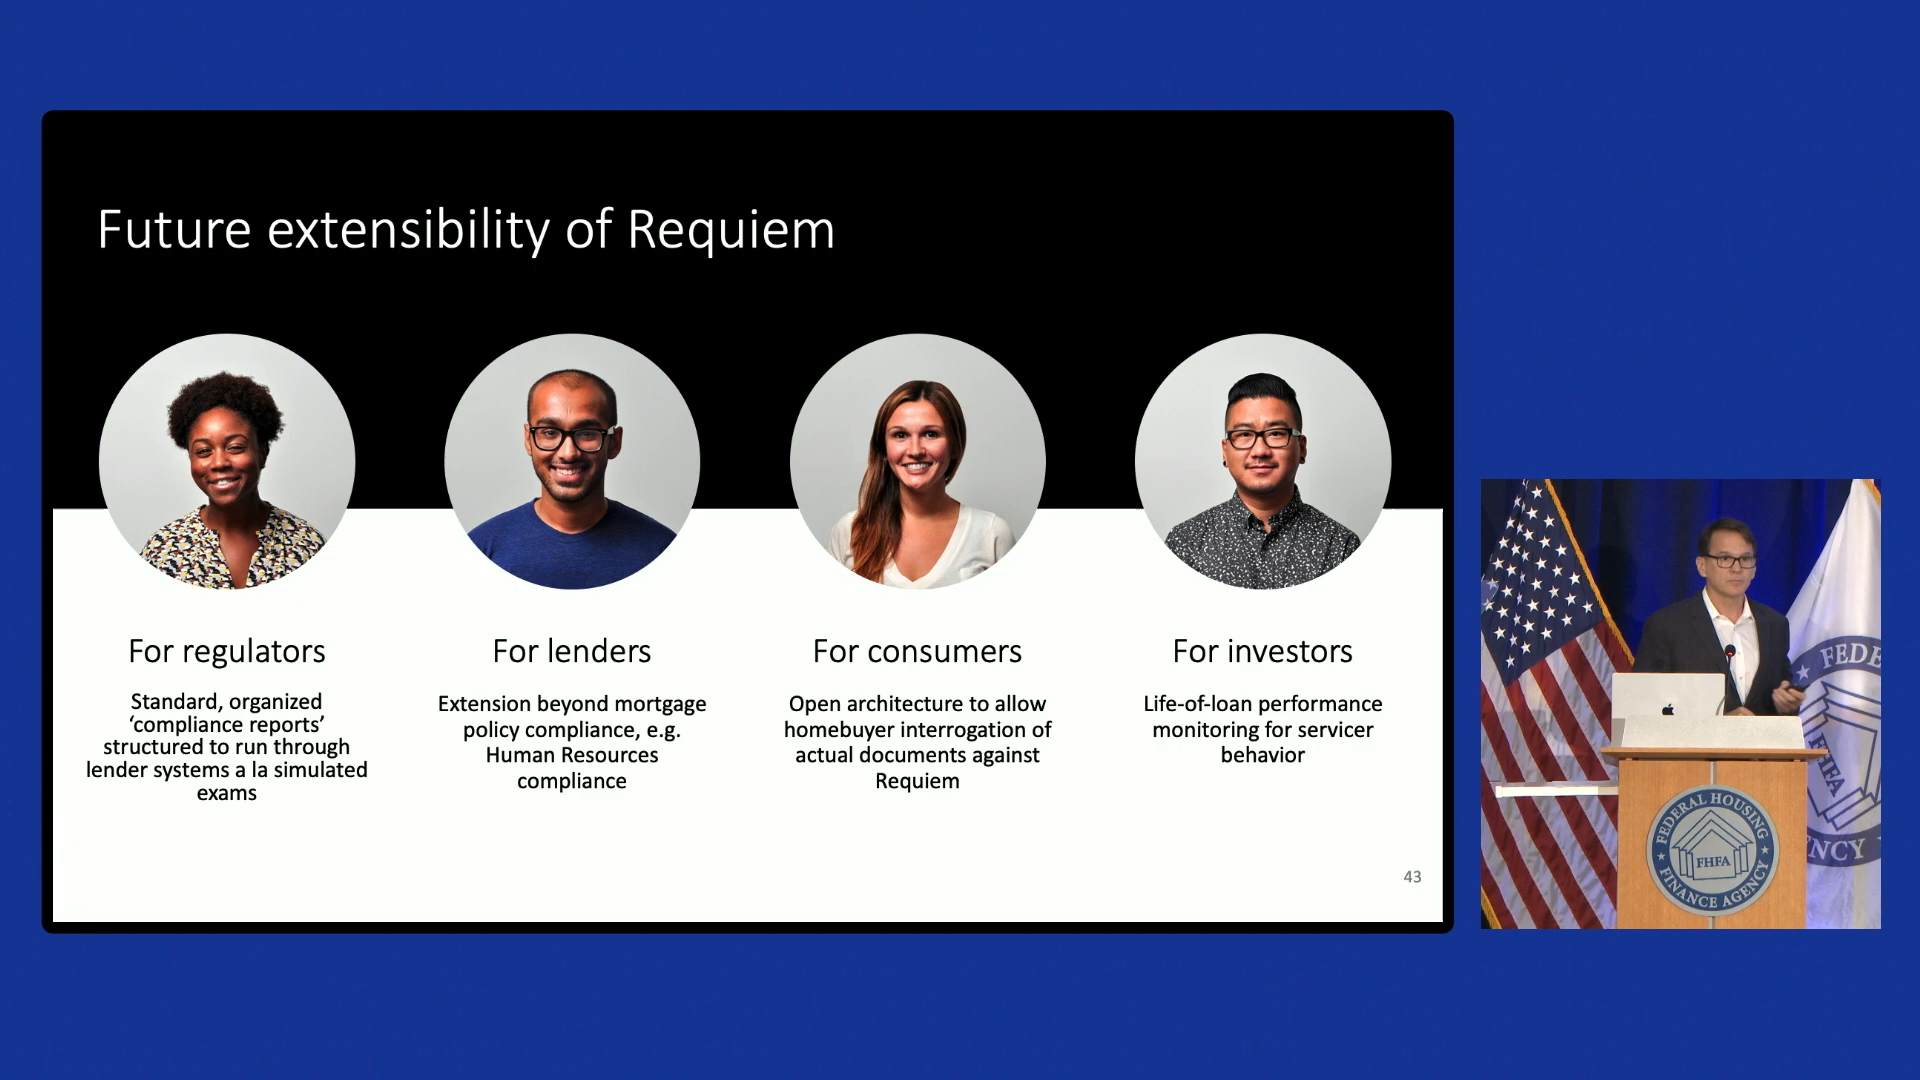 Future extensibility of Requiem
For regulators
Standard, organized
‘compliance reports’
structured to run through
lender systems a la simulated
exams
For lenders
Extension beyond mortgage
policy compliance, e.g.
Human Resources
compliance
For consumers
Open architecture to allow
homebuyer interrogation of
actual documents against
Requiem
For investors
Life-of-loan performance
monitoring for servicer
behavior
43
FEDE
FHFA
NCY
FEDERAL HOUSING
FHFA
FINANCE AGENCY